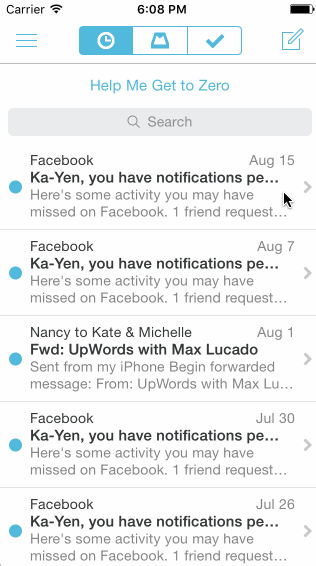 Carrier 6:08 PM
Help Me Get to Zero
Search
Facebook Aug 15
Ka-Yen, you have notifications pe...
Here's some activity you may have
missed on Facebook. 1 friend request...
Facebook Aug 7
Ka-Yen, you have notifications pe...
Here's some activity you may have
missed on Facebook. 1 friend request...
Nancy to Kate & Michelle Aug 1
Fwd: UpWords with Max Lucado
Sent from my iPhone Begin forwarded
message: From: UpWords with Max Lu...
Facebook Jul 30
Ka-Yen, you have notifications pe...
Here's some activity you may have
missed on Facebook. 1 friend request...
Facebook Jul 26
Ka-Yen, you have notifications pe...
Here's some activity you may have
missed on Facebook. 1 friend request...